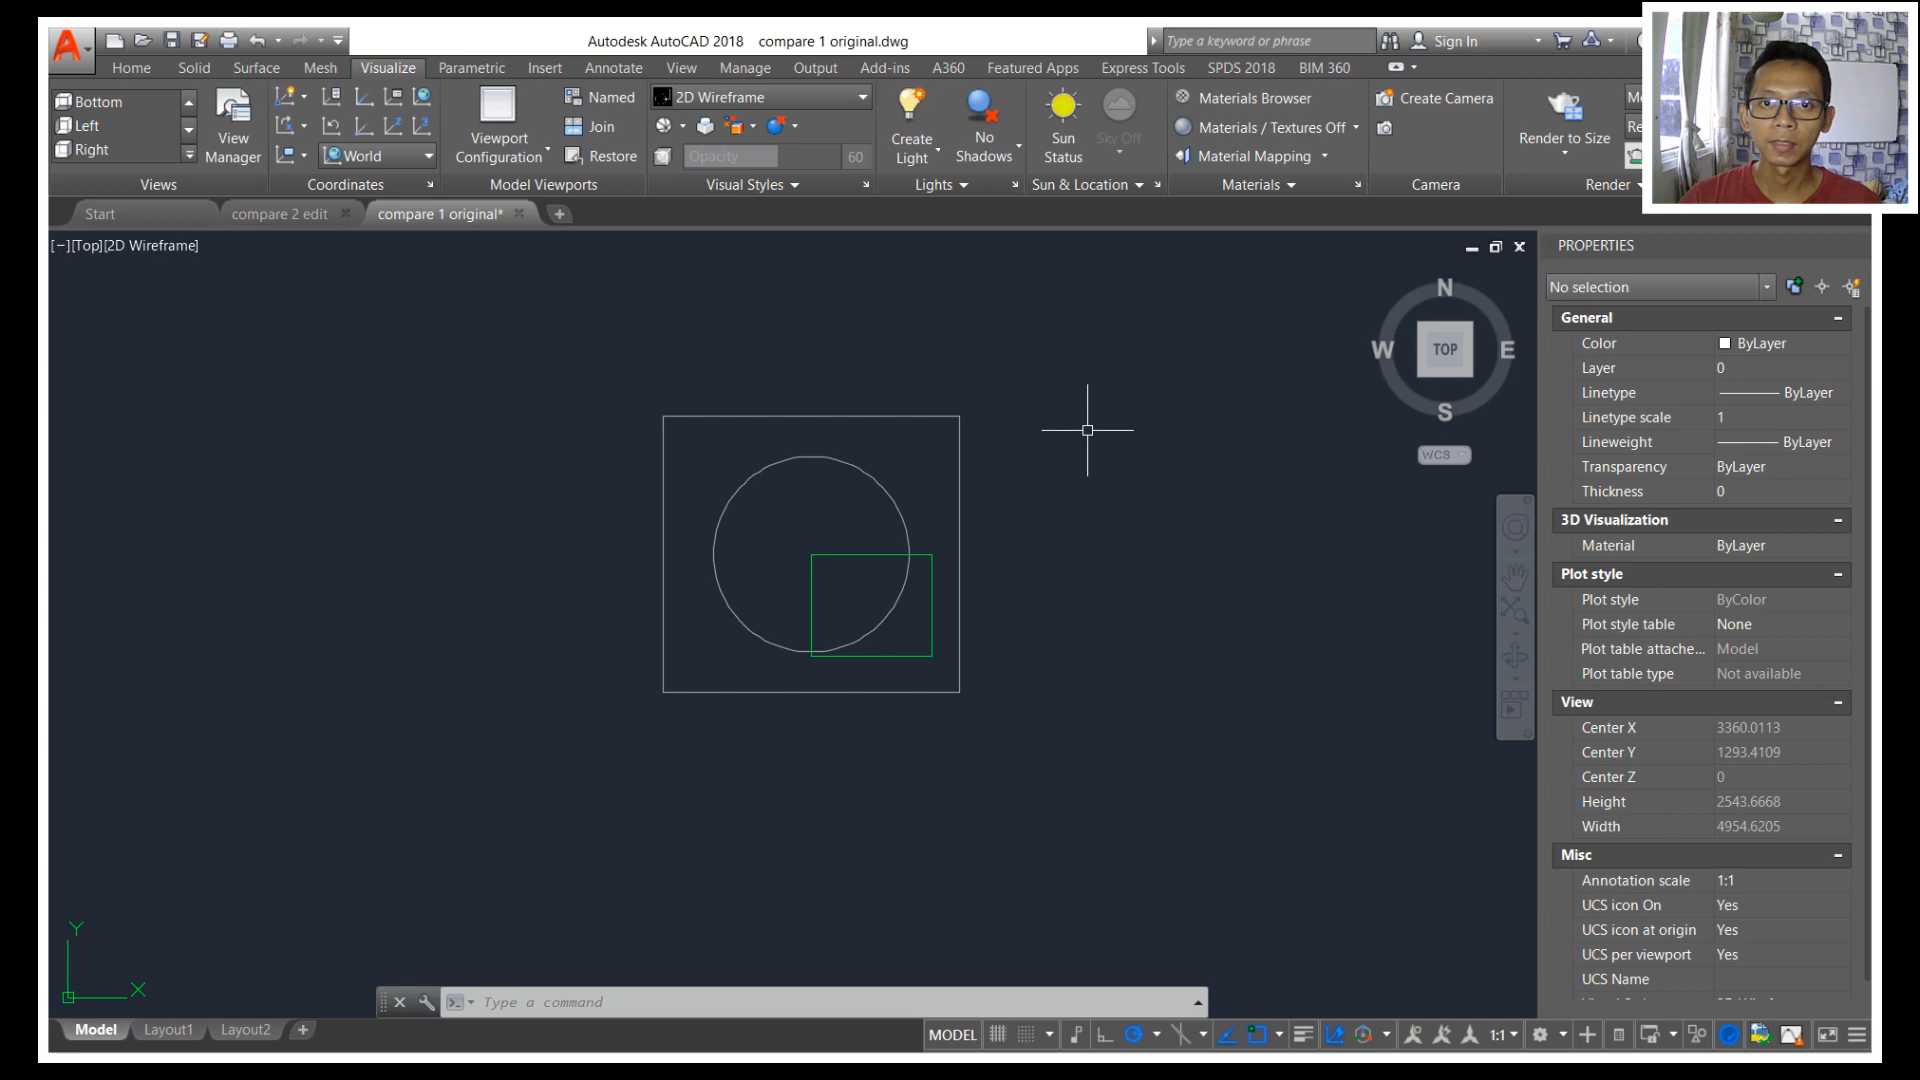 Autodesk AutoCAD 2018 compare 1 original.dwg
Type a keyword or phrase
Sign In
Home Solid Surface Mesh Visualize Parametric Insert Annotate View Manage Output Add-ins A360 Featured Apps Express Tools SPDS 2018 BIM 360
Bottom
Left
Right
View
Manager
World
Viewport
Configuration
Named
Join
Restore
2D Wireframe
Opacity 60
Create
Light
No
Shadows
Sun
Status
Sky Off
Materials Browser
Materials / Textures Off
Material Mapping
Create Camera
Render to Size
Views Coordinates Model Viewports Visual Styles Lights Sun & Location Materials Camera Render
Start compare 2 edit compare 1 original*
[−][Top][2D Wireframe]
N
W TOP E
S
WCS
PROPERTIES
No selection
General
Color ByLayer
Layer 0
Linetype ByLayer
Linetype scale 1
Lineweight ByLayer
Transparency ByLayer
Thickness 0
3D Visualization
Material ByLayer
Plot style
Plot style ByColor
Plot style table None
Plot table attache... Model
Plot table type Not available
View
Center X 3360.0113
Center Y 1293.4109
Center Z 0
Height 2543.6668
Width 4954.6205
Misc
Annotation scale 1:1
UCS icon On Yes
UCS icon at origin Yes
UCS per viewport Yes
UCS Name
Y
X
Type a command
Model Layout1 Layout2
MODEL 1:1